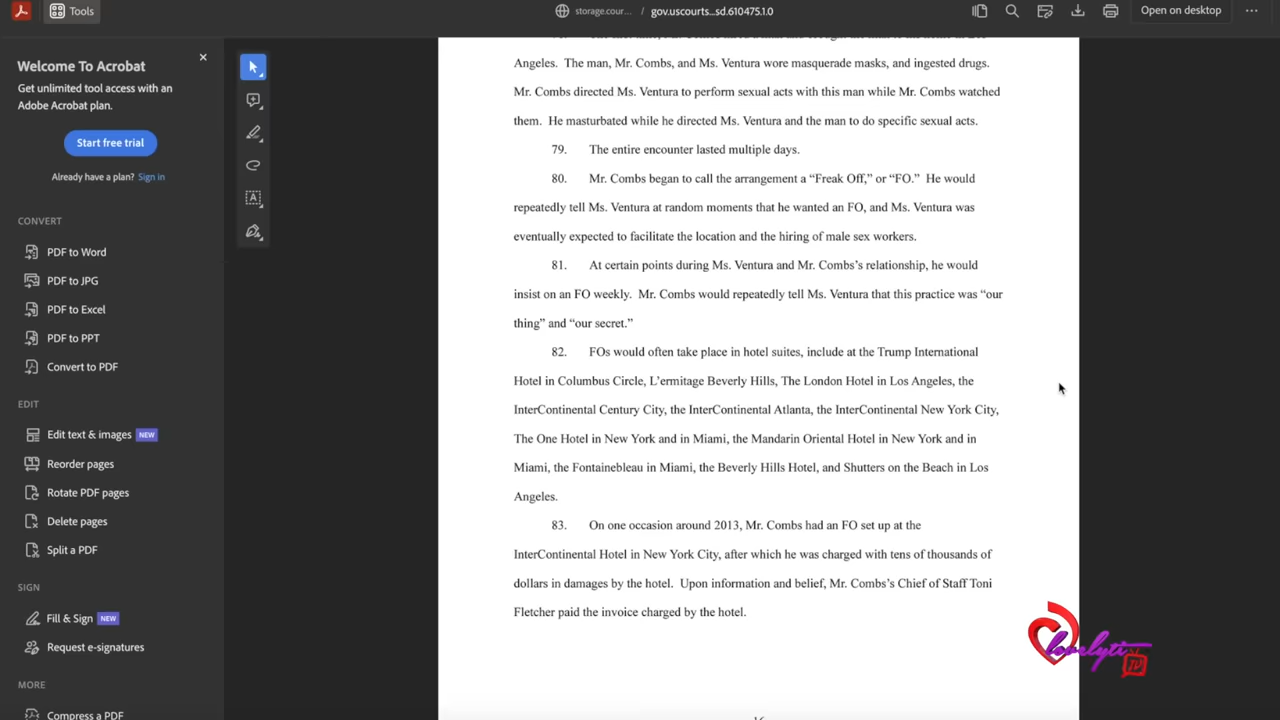 Tools
storage.cour... / gov.uscourts...sd.610475.1.0
Open on desktop
Welcome To Acrobat
Get unlimited tool access with an
Adobe Acrobat plan.
Start free trial
Already have a plan? Sign in
CONVERT
PDF to Word
PDF to JPG
PDF to Excel
PDF to PPT
Convert to PDF
EDIT
Edit text & images NEW
Reorder pages
Rotate PDF pages
Delete pages
Split a PDF
SIGN
Fill & Sign NEW
Request e-signatures
MORE
Compress a PDF
Angeles. The man, Mr. Combs, and Ms. Ventura wore masquerade masks, and ingested drugs.
Mr. Combs directed Ms. Ventura to perform sexual acts with this man while Mr. Combs watched
them. He masturbated while he directed Ms. Ventura and the man to do specific sexual acts.
79. The entire encounter lasted multiple days.
80. Mr. Combs began to call the arrangement a “Freak Off,” or “FO.” He would
repeatedly tell Ms. Ventura at random moments that he wanted an FO, and Ms. Ventura was
eventually expected to facilitate the location and the hiring of male sex workers.
81. At certain points during Ms. Ventura and Mr. Combs’s relationship, he would
insist on an FO weekly. Mr. Combs would repeatedly tell Ms. Ventura that this practice was “our
thing” and “our secret.”
82. FOs would often take place in hotel suites, include at the Trump International
Hotel in Columbus Circle, L’ermitage Beverly Hills, The London Hotel in Los Angeles, the
InterContinental Century City, the InterContinental Atlanta, the InterContinental New York City,
The One Hotel in New York and in Miami, the Mandarin Oriental Hotel in New York and in
Miami, the Fontainebleau in Miami, the Beverly Hills Hotel, and Shutters on the Beach in Los
Angeles.
83. On one occasion around 2013, Mr. Combs had an FO set up at the
InterContinental Hotel in New York City, after which he was charged with tens of thousands of
dollars in damages by the hotel. Upon information and belief, Mr. Combs’s Chief of Staff Toni
Fletcher paid the invoice charged by the hotel.
lovelyti
TV